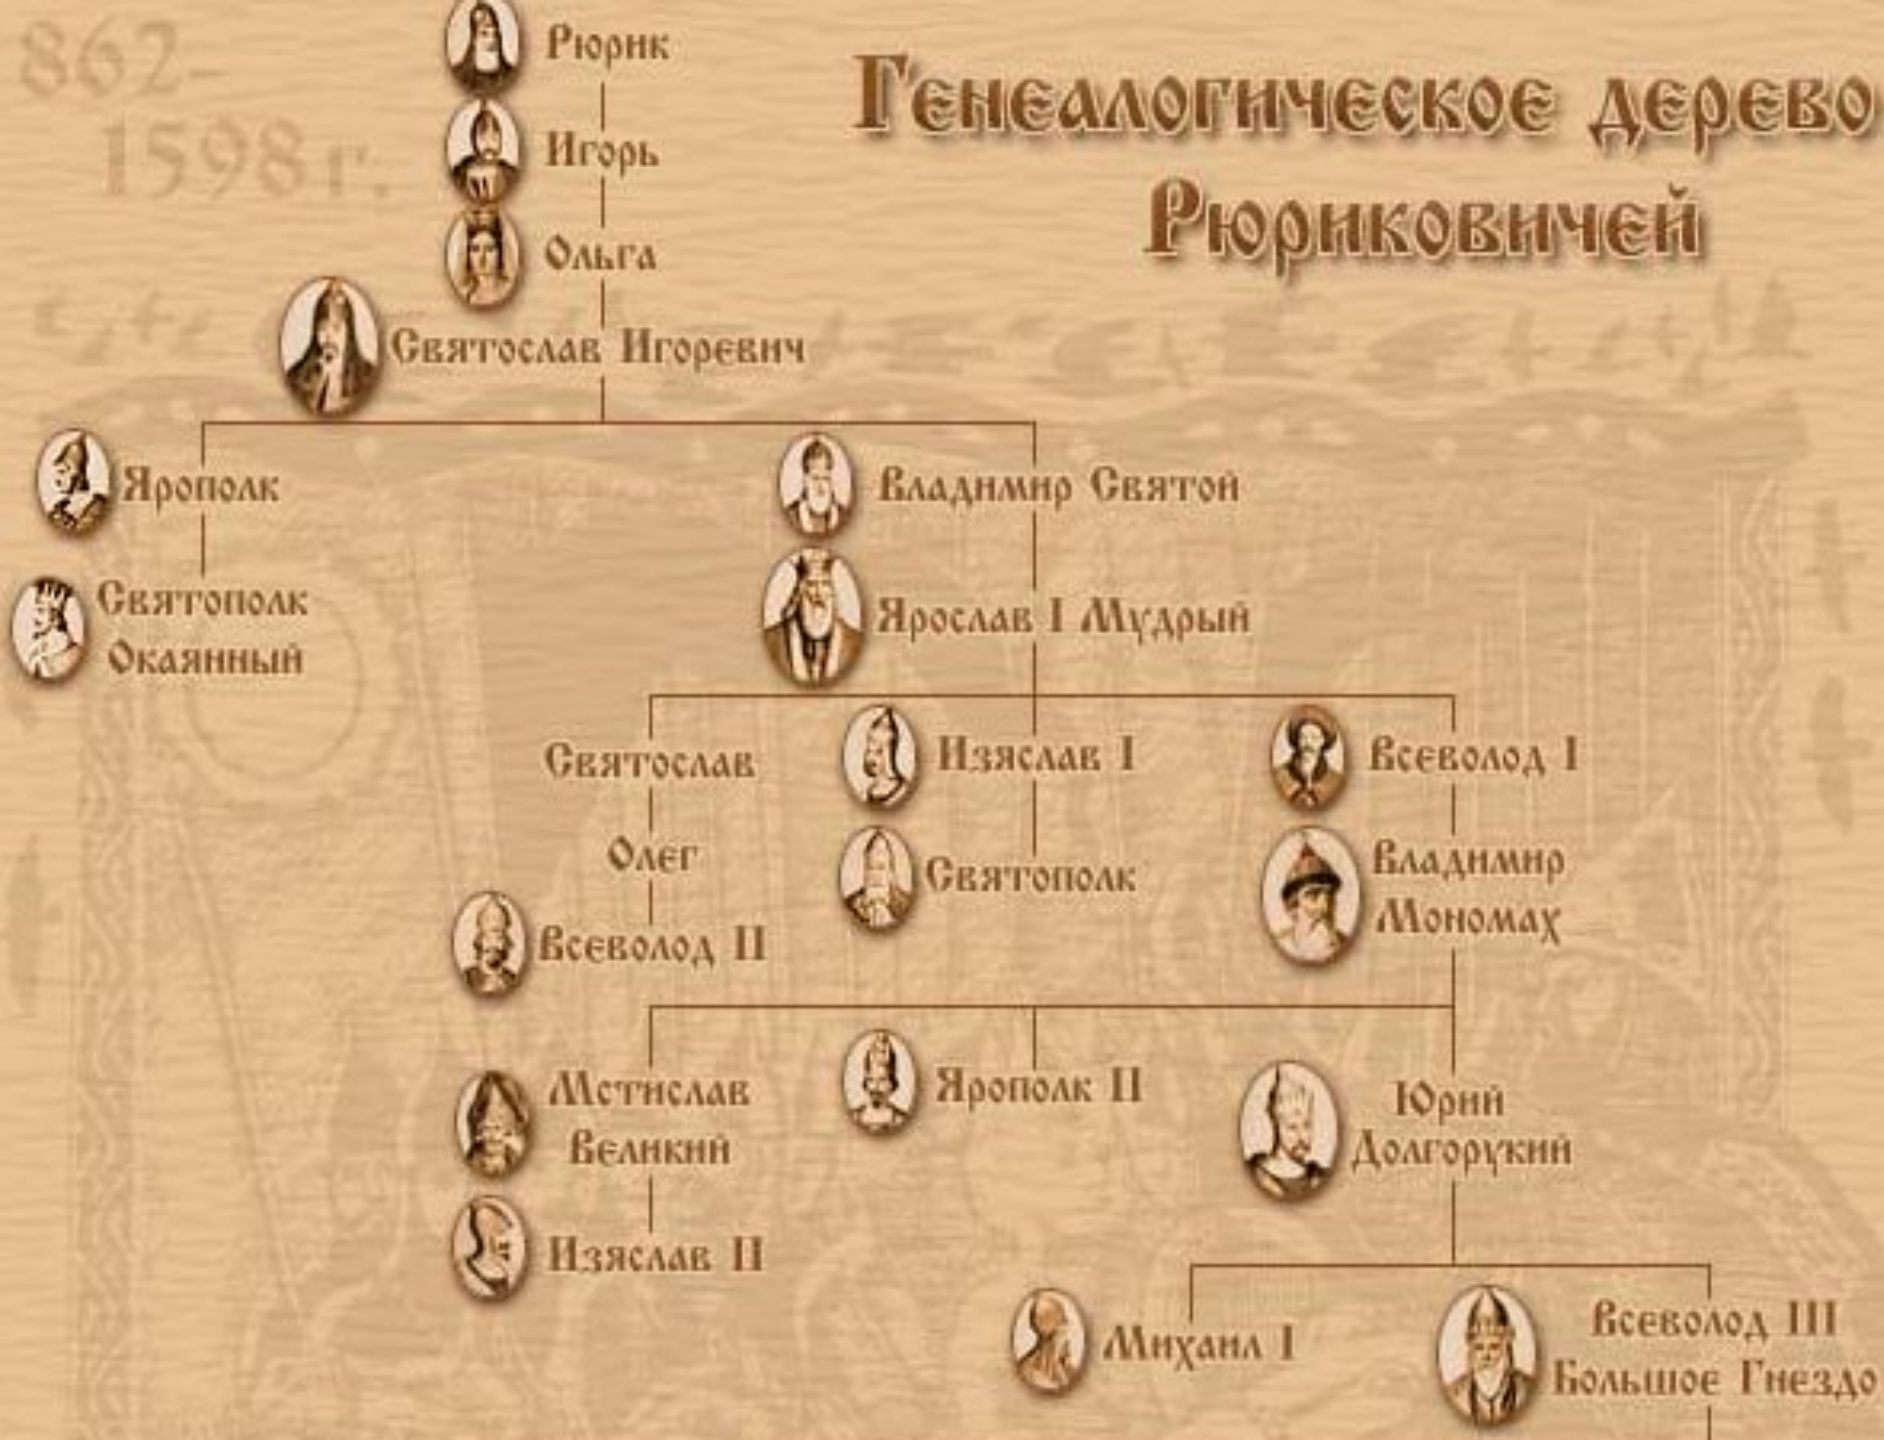 862-
1598 г.
Генеалогическое дерево
Рюриковичей
Рюрик
Игорь
Ольга
Святослав Игоревич
Ярополк
Владимир Святой
Святополк
Окаянный
Ярослав I Мудрый
Святослав
Изяслав I
Всеволод I
Олег
Святополк
Владимир
Мономах
Всеволод II
Мстислав
Великий
Ярополк II
Юрий
Долгорукий
Изяслав II
Михаил I
Всеволод III
Большое Гнездо